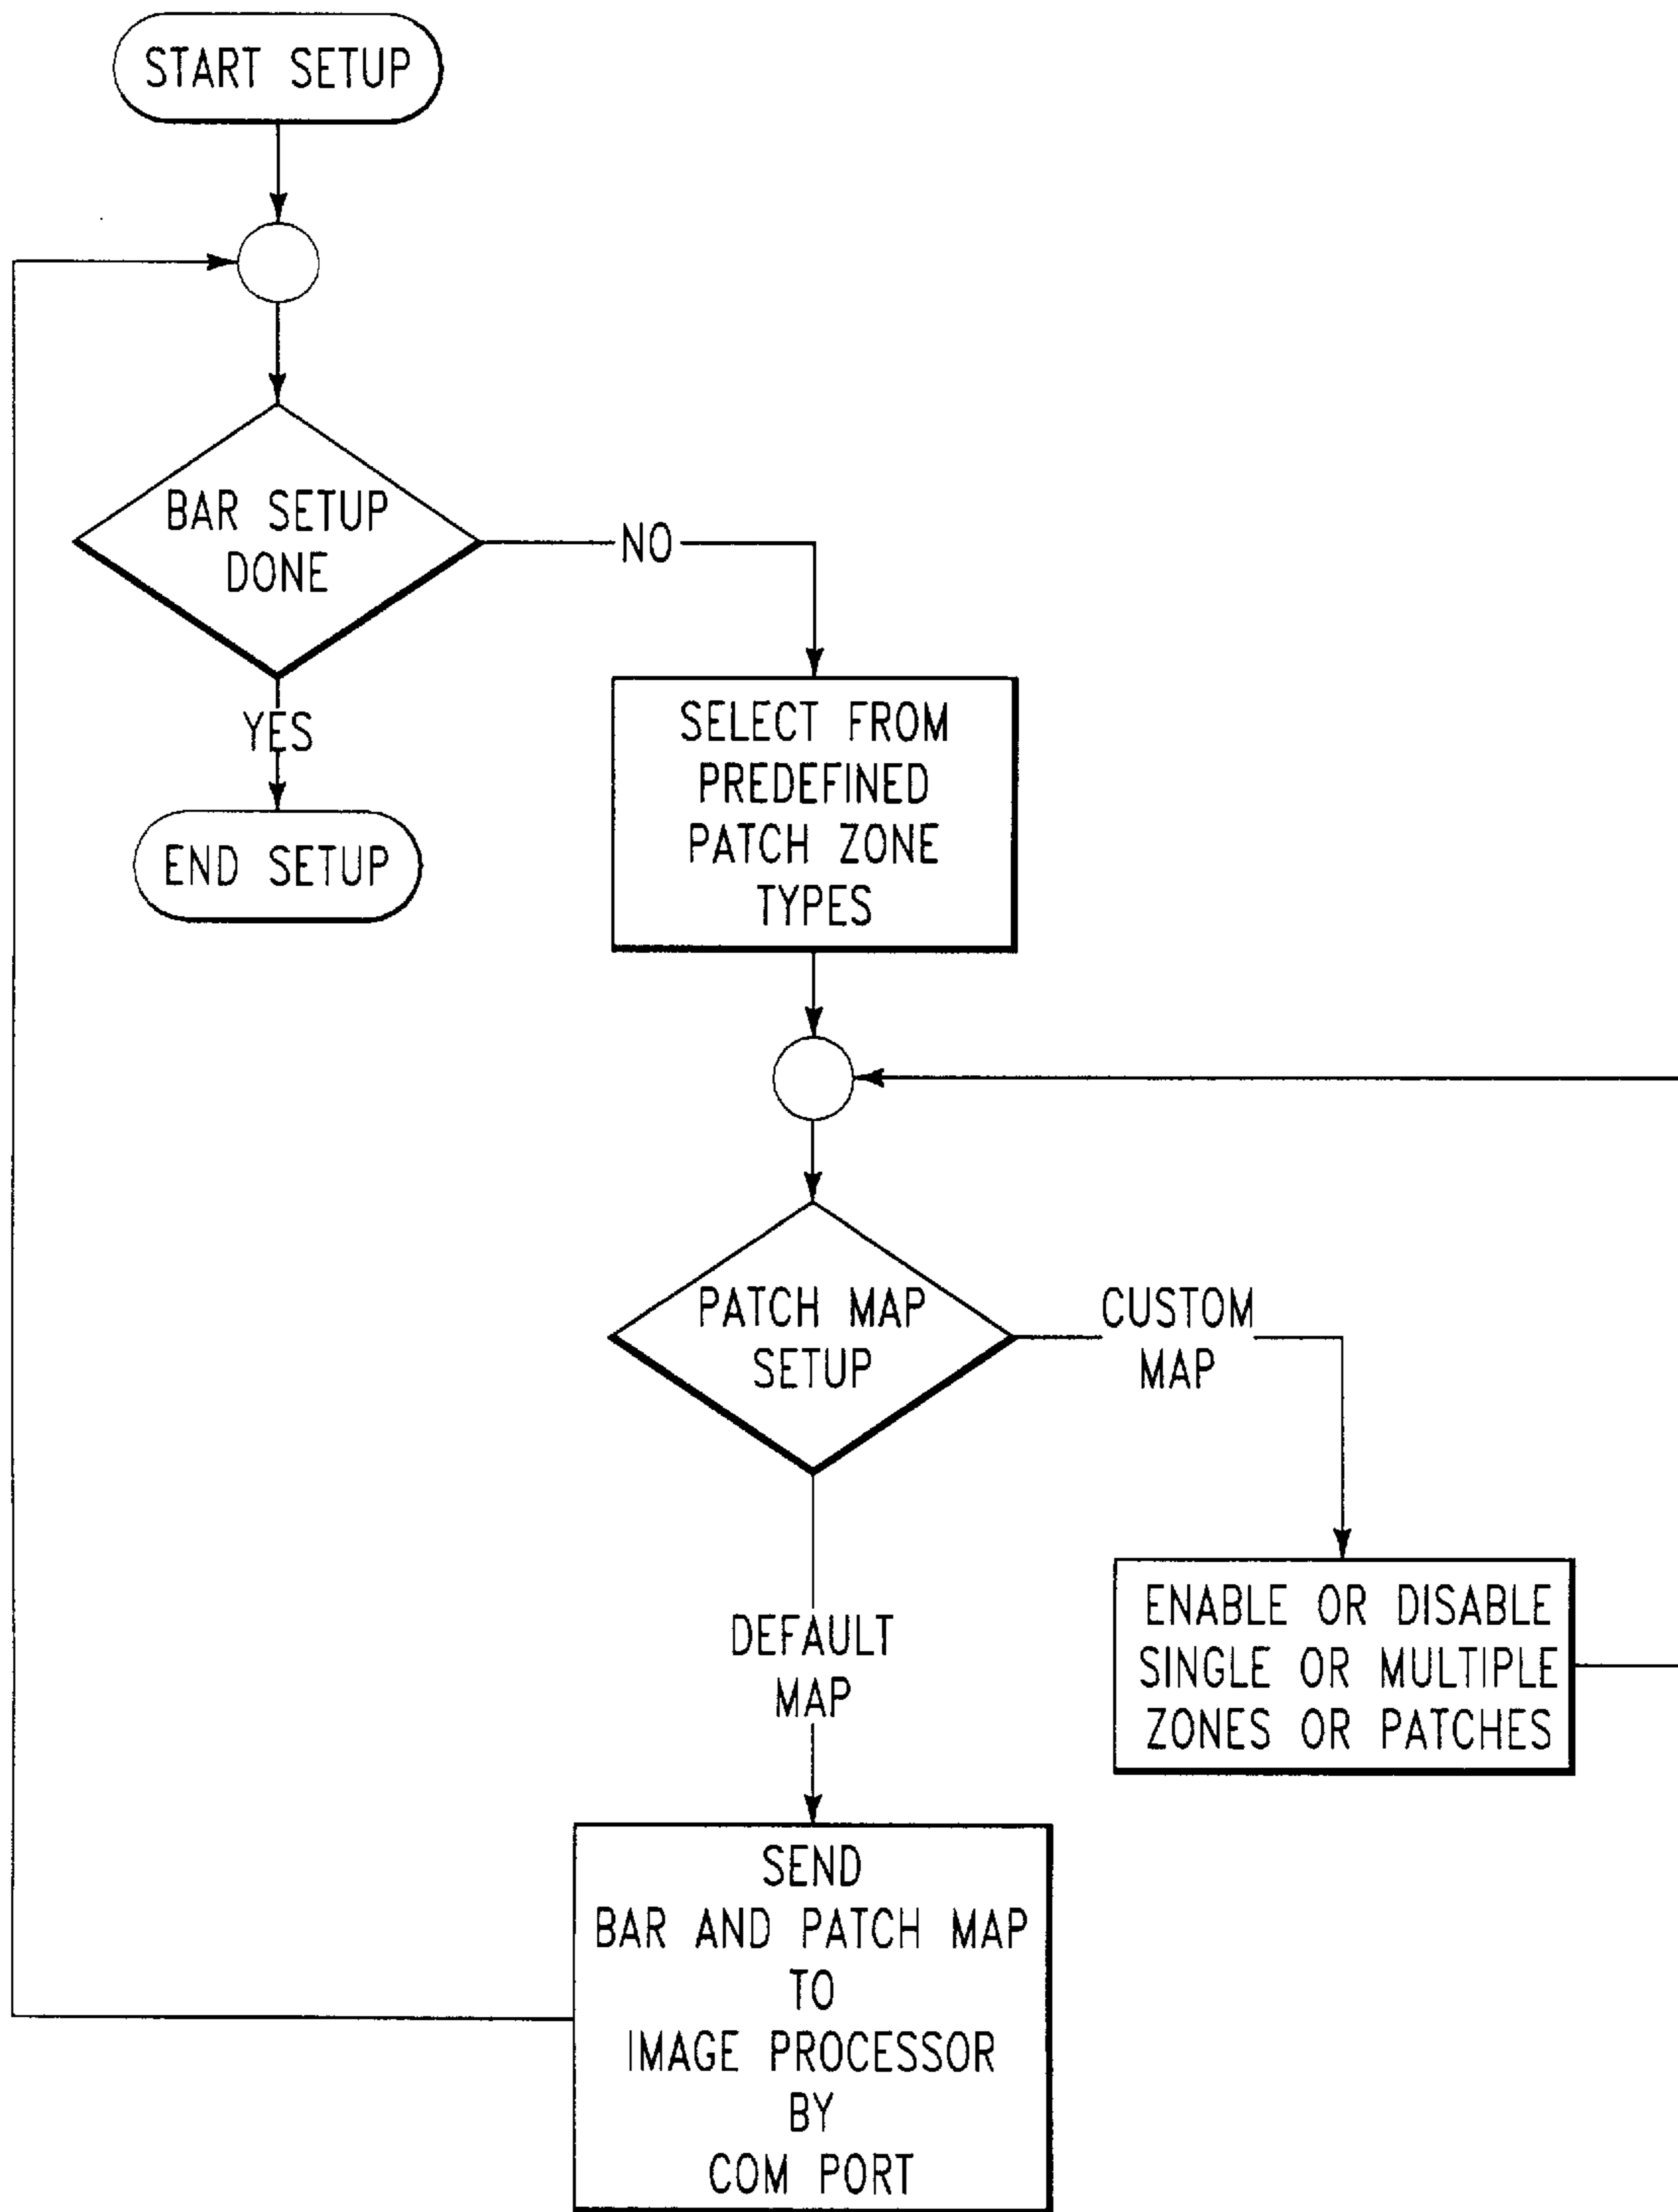 START SETUP
BAR SETUP
DONE
NO
YES
END SETUP
SELECT FROM
PREDEFINED
PATCH ZONE
TYPES
PATCH MAP
SETUP
CUSTOM
MAP
DEFAULT
MAP
ENABLE OR DISABLE
SINGLE OR MULTIPLE
ZONES OR PATCHES
SEND
BAR AND PATCH MAP
TO
IMAGE PROCESSOR
BY
COM PORT